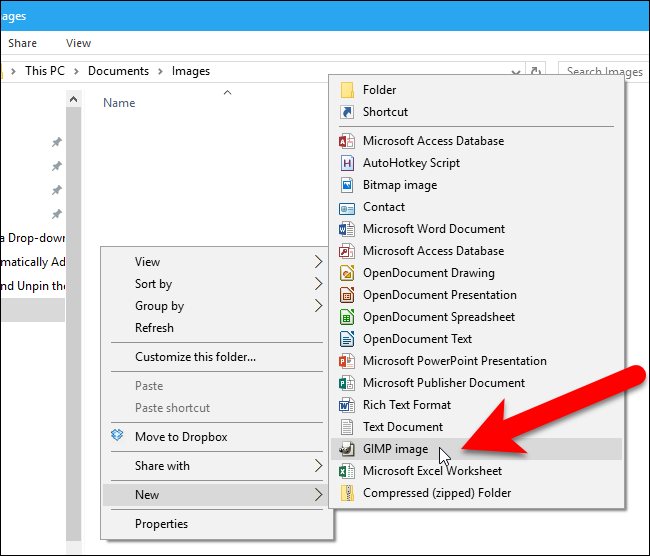 ages
Share View
This PC Documents Images
Search Images
Name
a Drop-down
matically Ad
nd Unpin the
View
Sort by
Group by
Refresh
Customize this folder...
Paste
Paste shortcut
Move to Dropbox
Share with
New
Properties
Folder
Shortcut
Microsoft Access Database
AutoHotkey Script
Bitmap image
Contact
Microsoft Word Document
Microsoft Access Database
OpenDocument Drawing
OpenDocument Presentation
OpenDocument Spreadsheet
OpenDocument Text
Microsoft PowerPoint Presentation
Microsoft Publisher Document
Rich Text Format
Text Document
GIMP image
Microsoft Excel Worksheet
Compressed (zipped) Folder